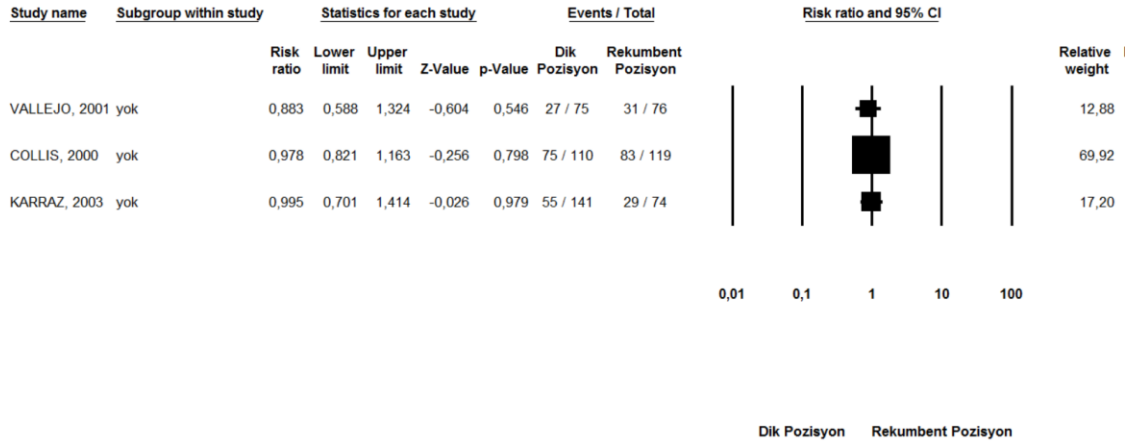 Study name Subgroup within study Statistics for each study Events / Total Risk ratio and 95% CI
Risk Lower Upper Dik Rekumbent Relative
ratio limit limit Z-Value p-Value Pozisyon Pozisyon weight
VALLEJO, 2001 yok 0,883 0,588 1,324 -0,604 0,546 27 / 75 31 / 76 12,88
COLLIS, 2000 yok 0,978 0,821 1,163 -0,256 0,798 75 / 110 83 / 119 69,92
KARRAZ, 2003 yok 0,995 0,701 1,414 -0,026 0,979 55 / 141 29 / 74 17,20
0,01 0,1 1 10 100
Dik Pozisyon Rekumbent Pozisyon